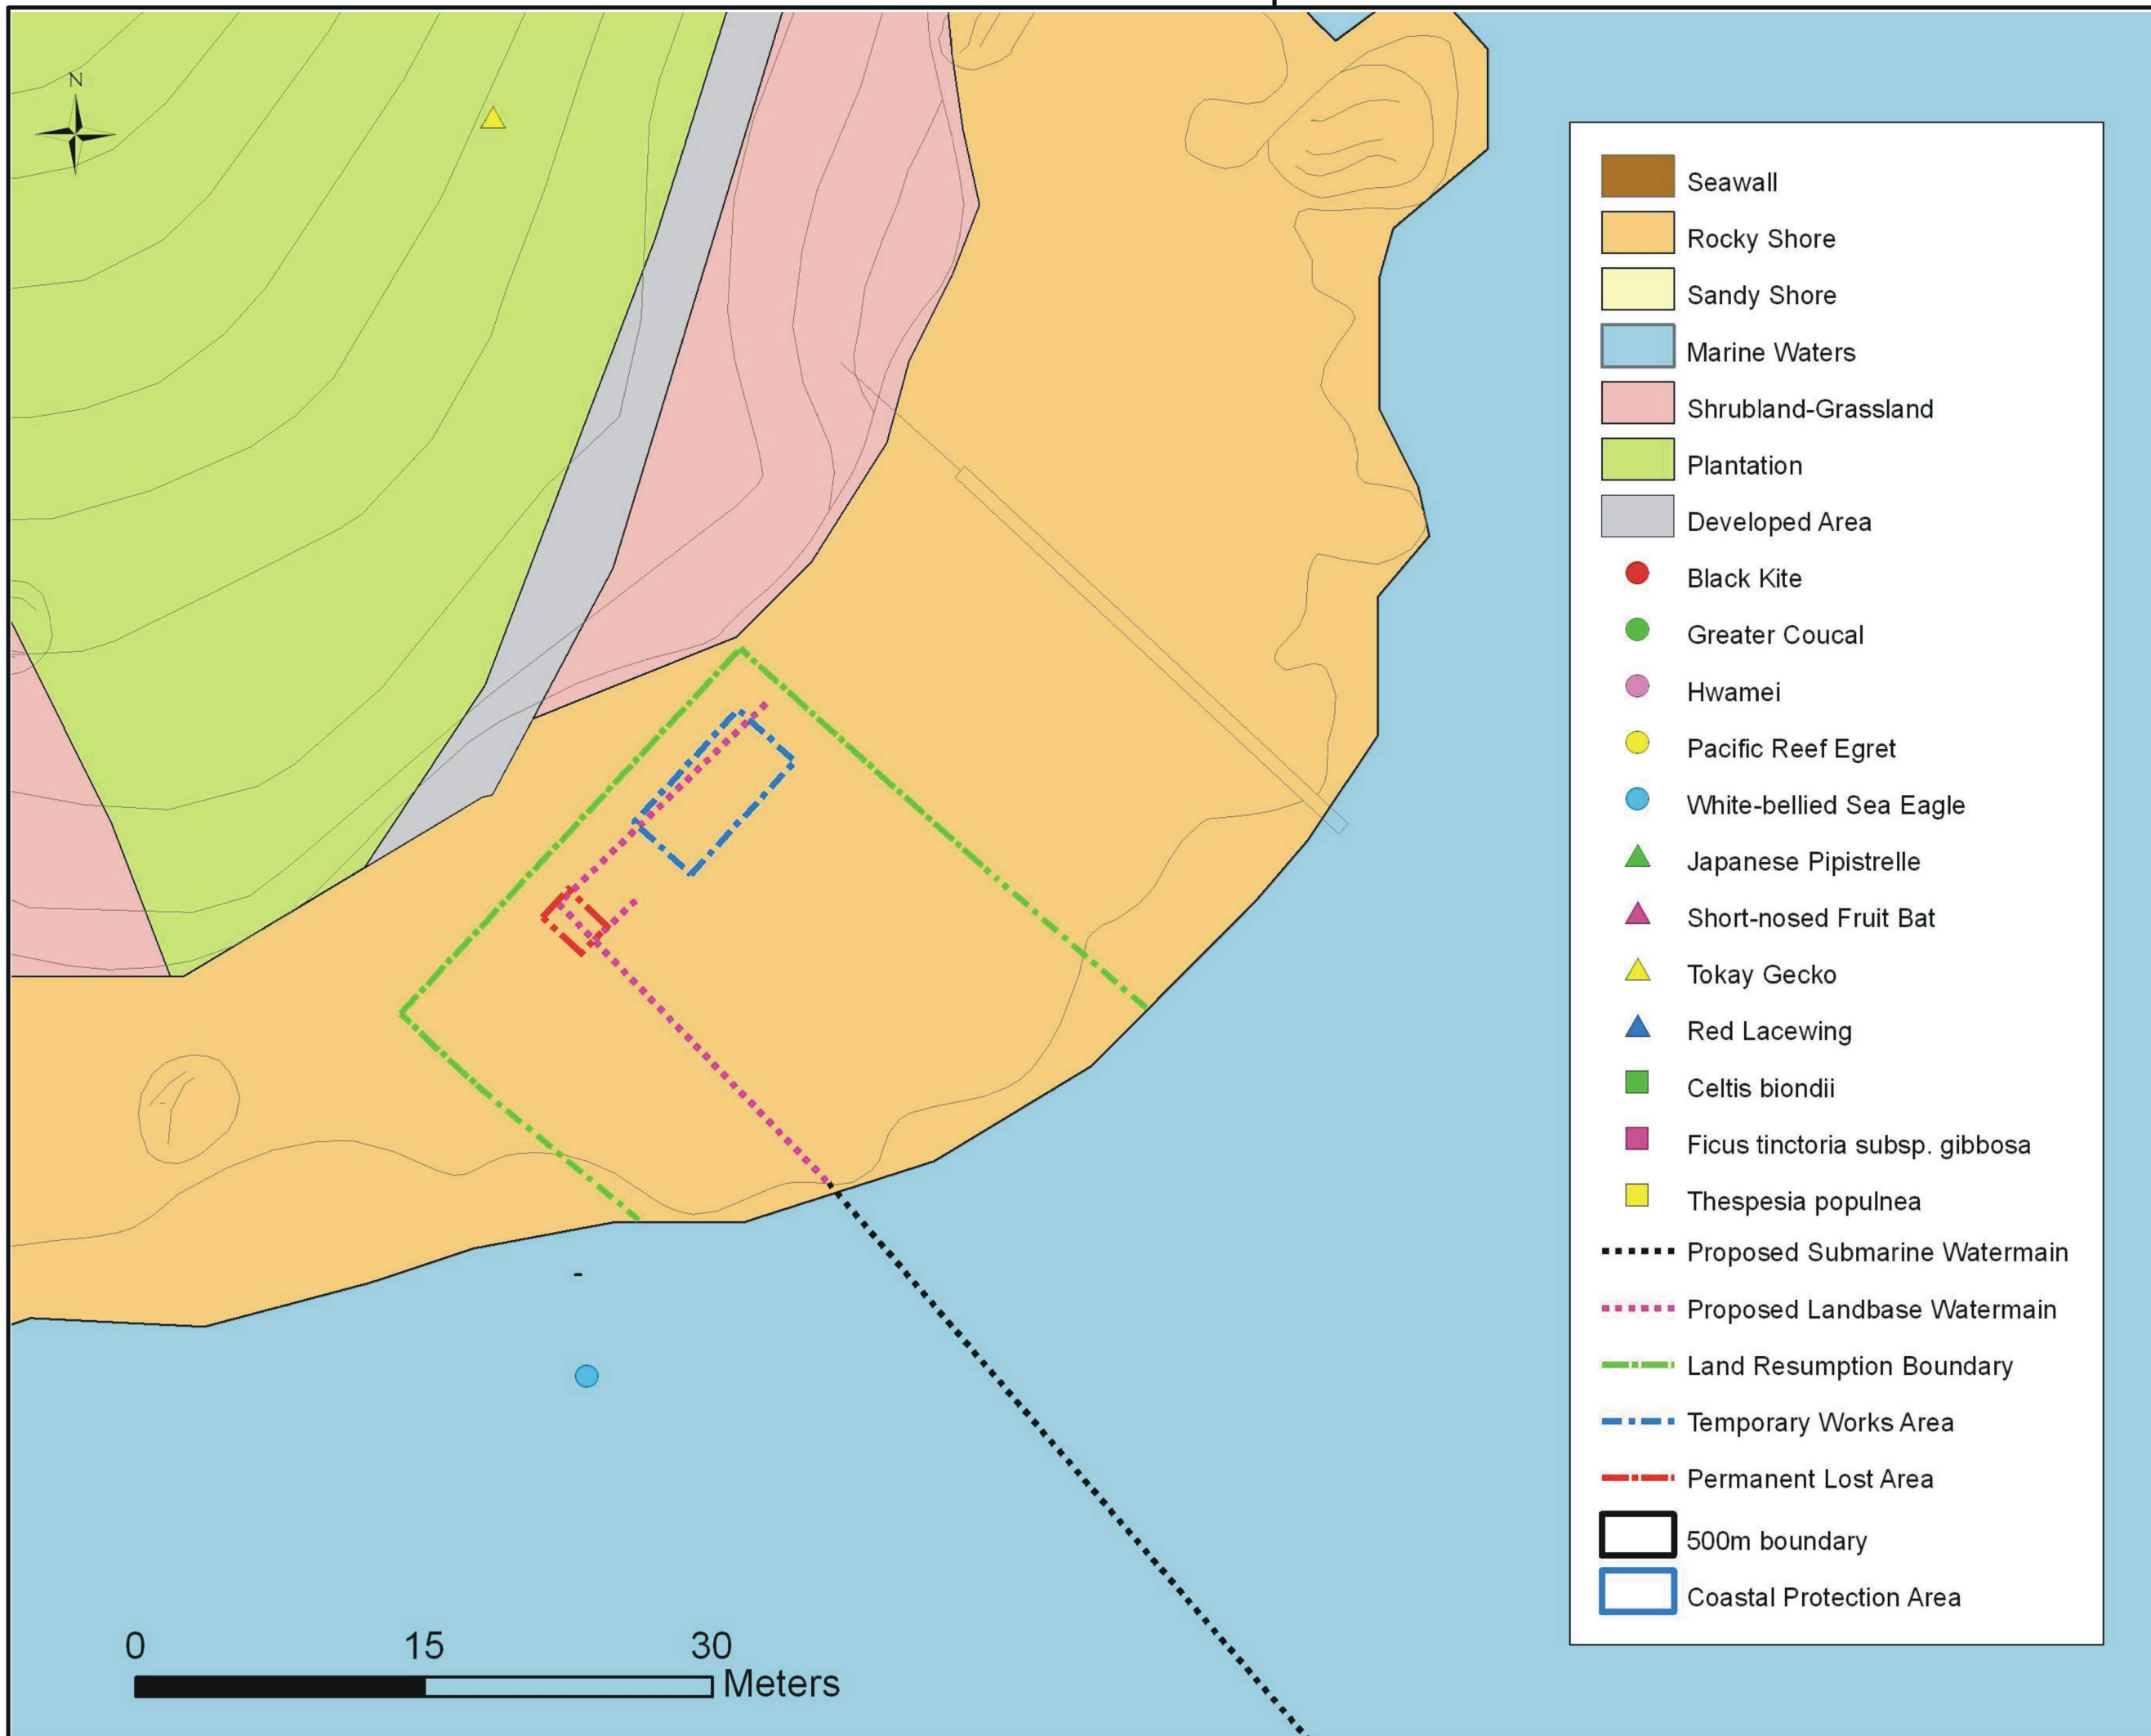 N
Seawall
Rocky Shore
Sandy Shore
Marine Waters
Shrubland-Grassland
Plantation
Developed Area
Black Kite
Greater Coucal
Hwamei
Pacific Reef Egret
White-bellied Sea Eagle
Japanese Pipistrelle
Short-nosed Fruit Bat
Tokay Gecko
Red Lacewing
Celtis biondii
Ficus tinctoria subsp. gibbosa
Thespesia populnea
Proposed Submarine Watermain
Proposed Landbase Watermain
Land Resumption Boundary
Temporary Works Area
Permanent Lost Area
500m boundary
Coastal Protection Area
0 15 30
Meters